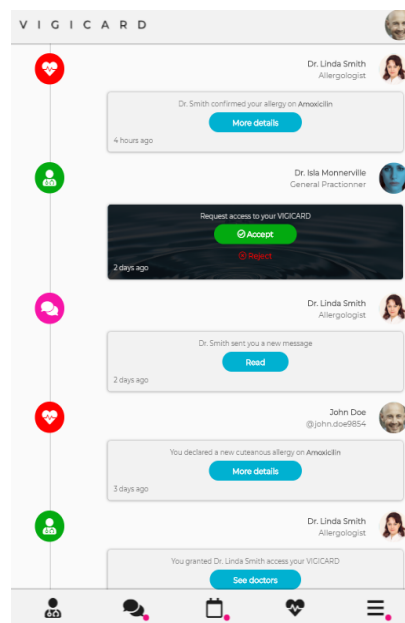 VIGICARD
Dr. Linda Smith
Allergologist
Dr. Smith confirmed your allergy on Amoxicilin
More details
4 hours ago
Dr. Isla Monnerville
General Practionner
Request access to your VIGICARD
Accept
Reject
2 days ago
Dr. Linda Smith
Allergologist
Dr. Smith sent you a new message
Read
2 days ago
John Doe
@john.doe9854
You declared a new cuteanous allergy on Amoxicilin
More details
3 days ago
Dr. Linda Smith
Allergologist
You granted Dr. Linda Smith access your VIGICARD
See doctors